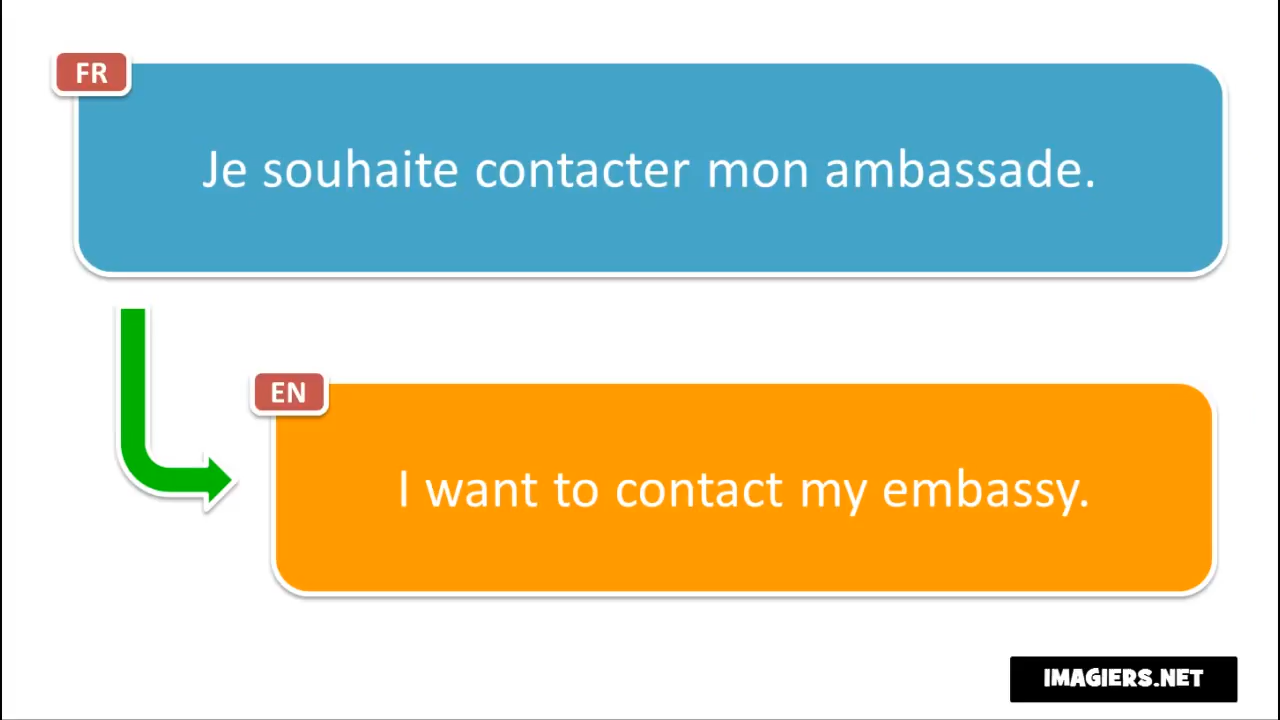 FR
Je souhaite contacter mon ambassade.
EN
I want to contact my embassy.
IMAGIERS.NET